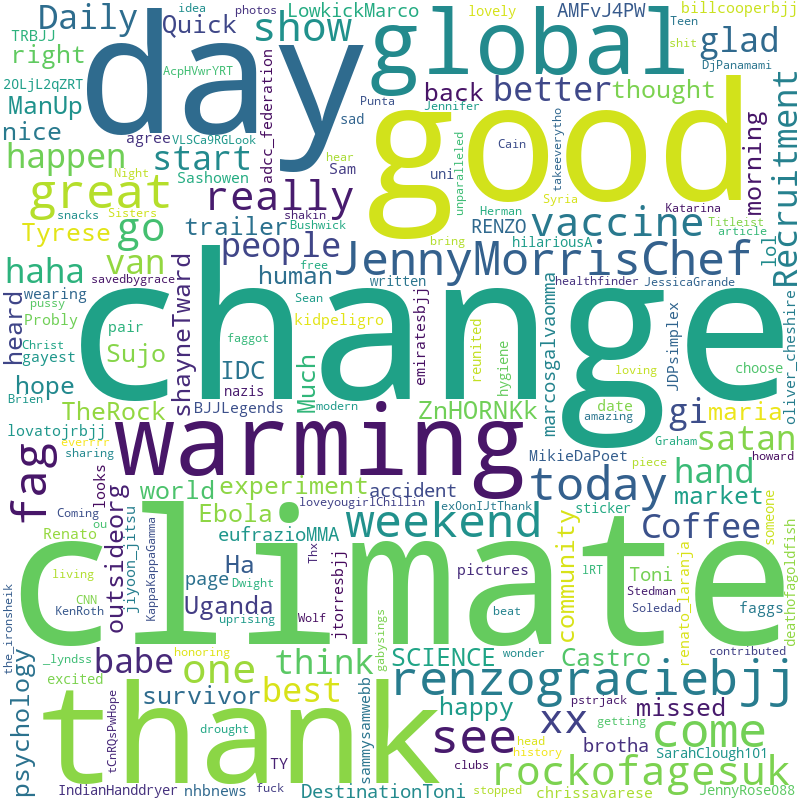 TRBJJ
Daily
idea
photos
Quick
LowkickMarco
show
day
global
AMFvJ4PW
lovely
billcooperbjj
Teen
shit
glad
DjPanamami
right
20LjL2qZRT
AcpHVwrYRT
adcc_federation
back
better
thought
ManUp
Punta
Jennifer
nice
agree
VLSCa9RGLook
sad
good
Cain
takeeverytho
Recruitment
morning
happen
start
Sashowen
Sam
hear
uni
unparalleled
great
Night
really
Herman
Syria
Katarina
snacks
Sisters
shakin
Bushwick
RENZO
vaccine
bring
Titleist
article
Tyrese
go
trailer
people
hilariousA
lol
haha
van
savedbygrace
human
free
written
JennyMorrisChef
healthfinder
JessicaGrande
heard
wearing
pussy
Probly
Christ
gayest
Brien
pair
Sujo
shayneTward
change
Sean
faggot
kidpeligro
emiratesbjj
reunited
hygiene
marcosgalvaomma
loving
JDPsimplex
choose
oliver_cheshire
hope
IDC
nazis
Much
modern
TheRock
BJJLegends
ZnHORNKk
date
amazing
gi
maria
lovatojrbjj
everrrr
sharing
warming
Graham
satan
MikieDaPoet
howard
fag
looks
world
experiment
accident
loveyougirlChillin
exOonIJtThank
today
piece
hand
market
someone
Coming
ou
Renato
outsideorg
jiyoon_jitsu
KappaKappaGamma
Ebola
eufrazioMMA
weekend
sticker
Coffee
living
CNN
KenRoth
Ha
page
Dwight
Thx
climate
pictures
community
lRT
Toni
Stedman
Soledad
renato_laranja
faggs
deathofagoldfish
the_ironsheik
Uganda
uprising
Wolf
jtorresbjj
beat
_lyndss
honoring
gabysings
wonder
contributed
psychology
excited
babe
one
think
SCIENCE
Castro
tCnRQsPwHope
survivor
best
renzograciebjj
thank
sammysamwebb
happy
pstrjack
missed
drought
see
xx
getting
come
TY
head
history
brotha
SarahClough101
clubs
rockofagesuk
IndianHanddryer
nhbnews
fuck
DestinationToni
stopped
chrissavarese
JennyRose088